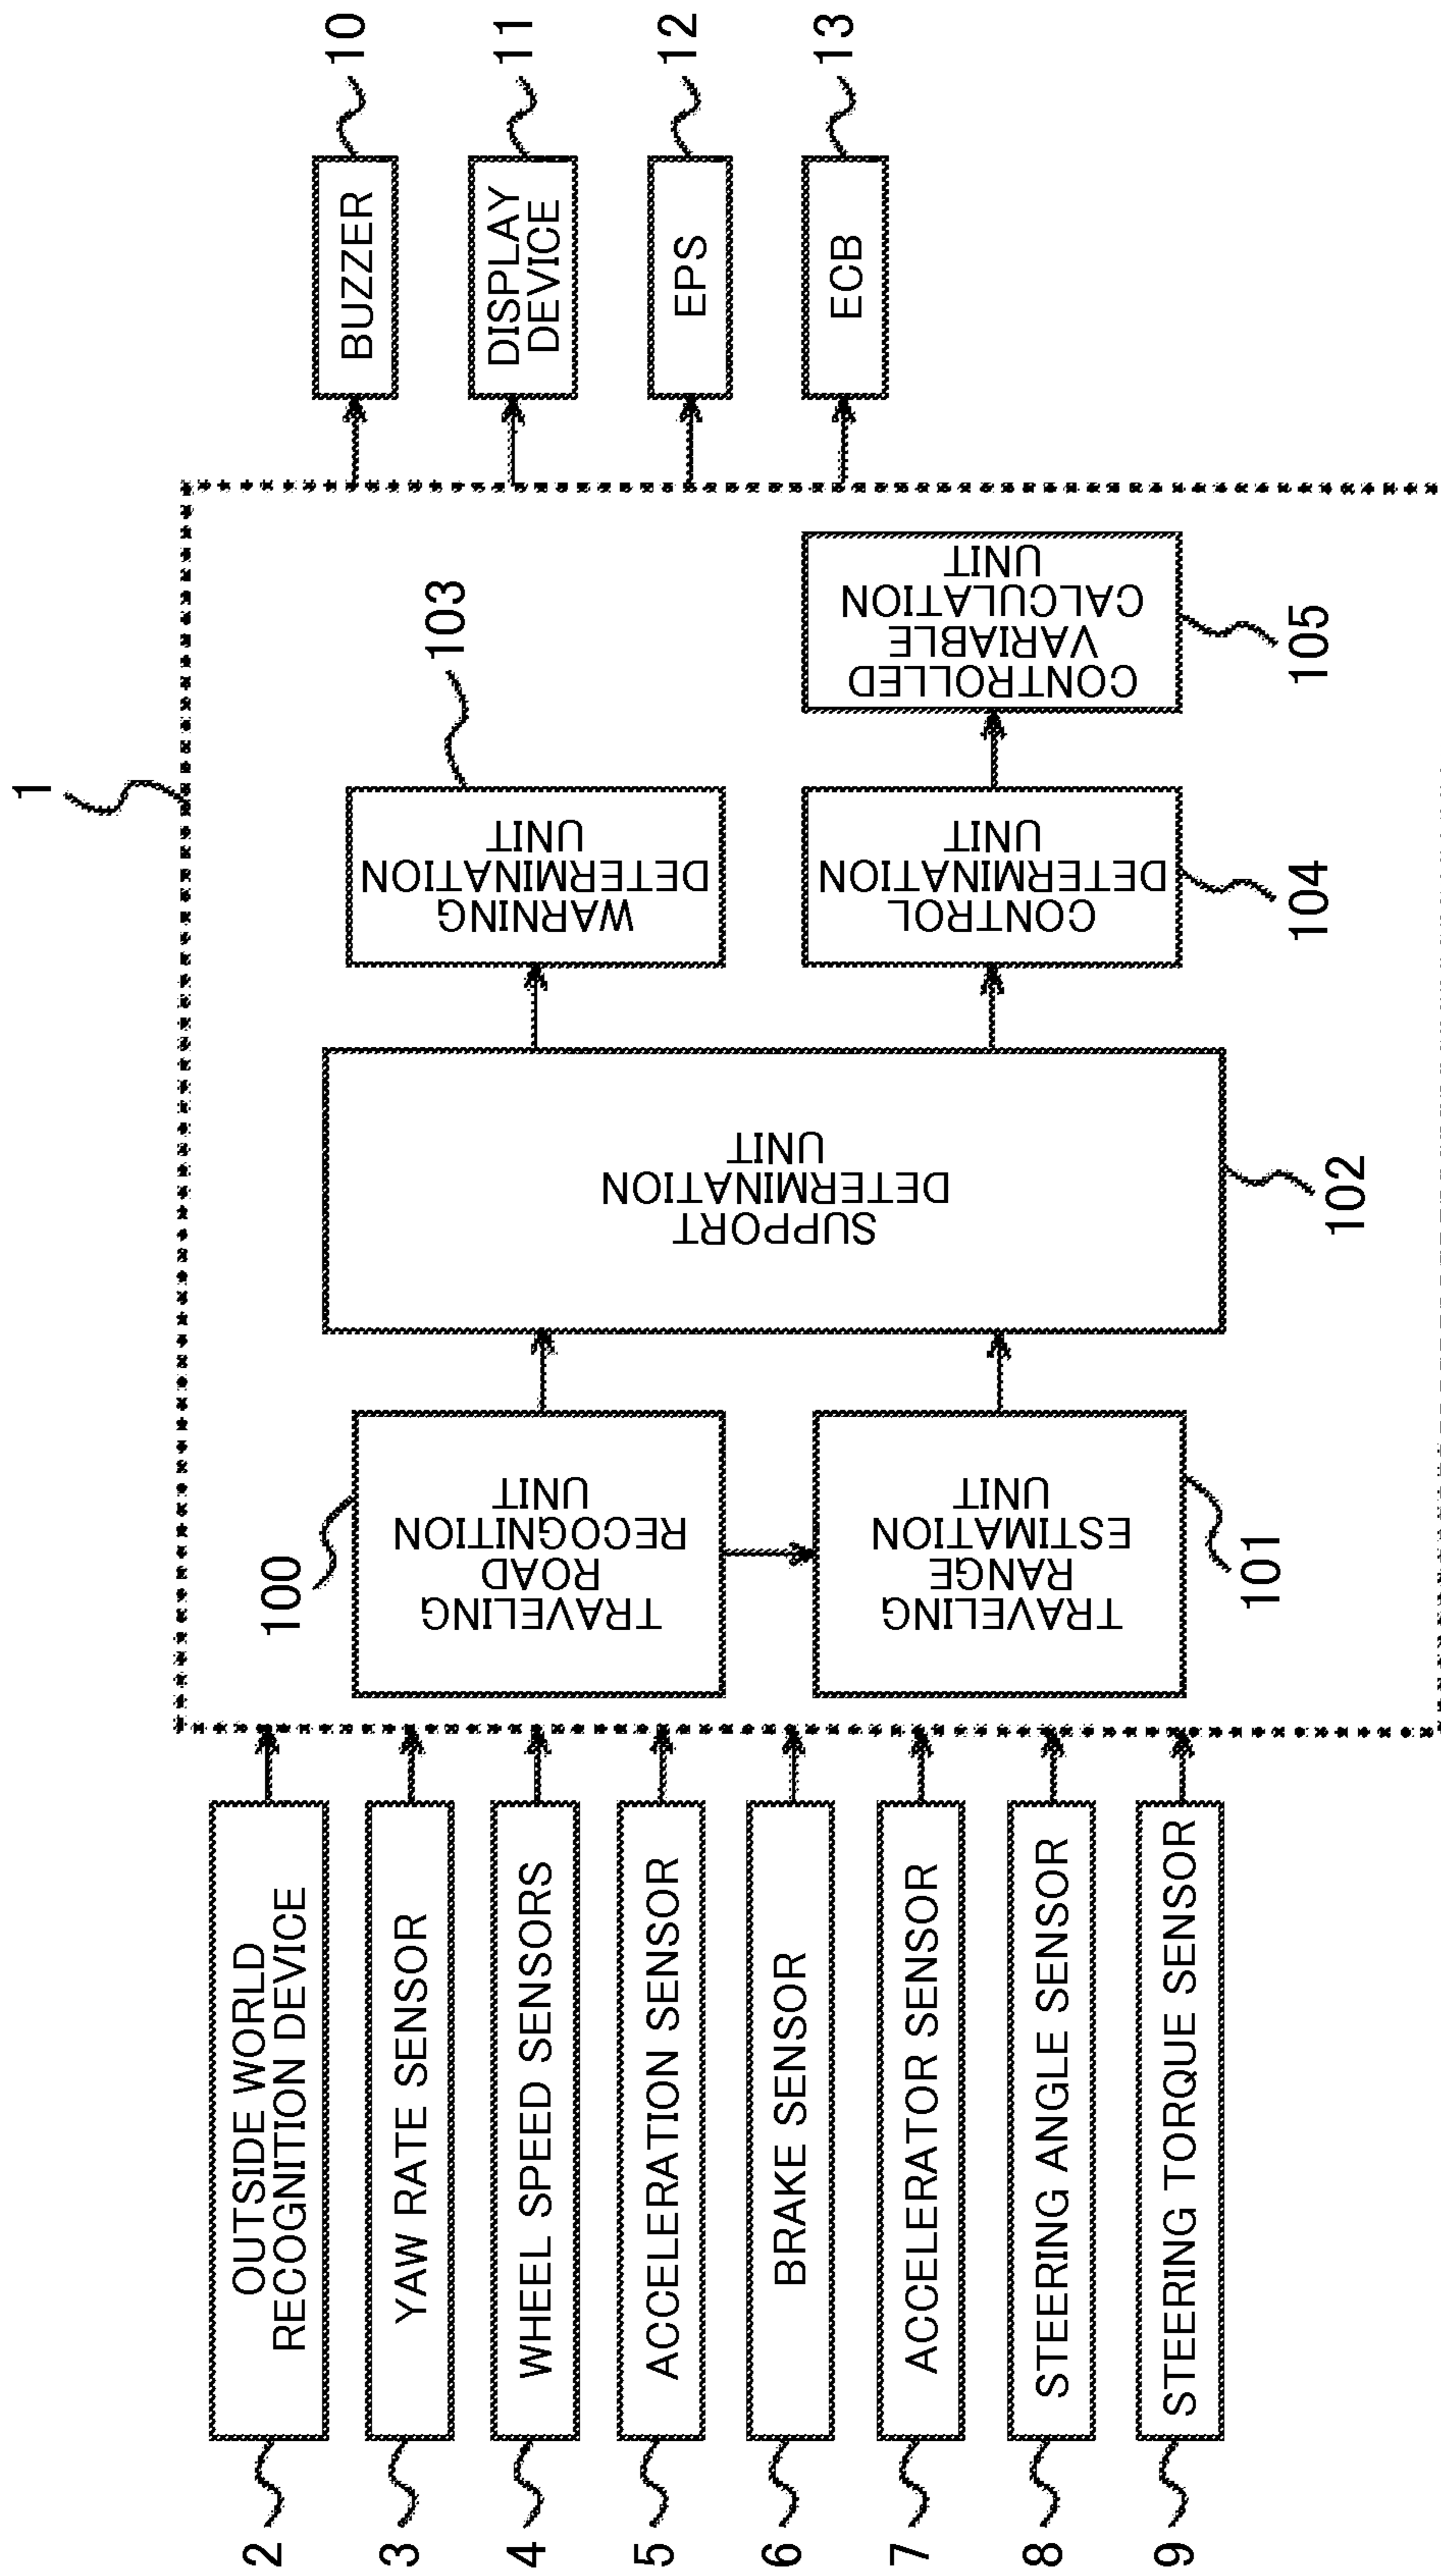 1
2
OUTSIDE WORLD
RECOGNITION DEVICE
3
YAW RATE SENSOR
4
WHEEL SPEED SENSORS
5
ACCELERATION SENSOR
6
BRAKE SENSOR
7
ACCELERATOR SENSOR
8
STEERING ANGLE SENSOR
9
STEERING TORQUE SENSOR
100
TRAVELING
ROAD
RECOGNITION
UNIT
TRAVELING
RANGE
ESTIMATION
UNIT
101
SUPPORT
DETERMINATION
UNIT
102
103
WARNING
DETERMINATION
UNIT
CONTROL
DETERMINATION
UNIT
104
CONTROLLED
VARIABLE
CALCULATION
UNIT
105
BUZZER
10
DISPLAY
DEVICE
11
EPS
12
ECB
13